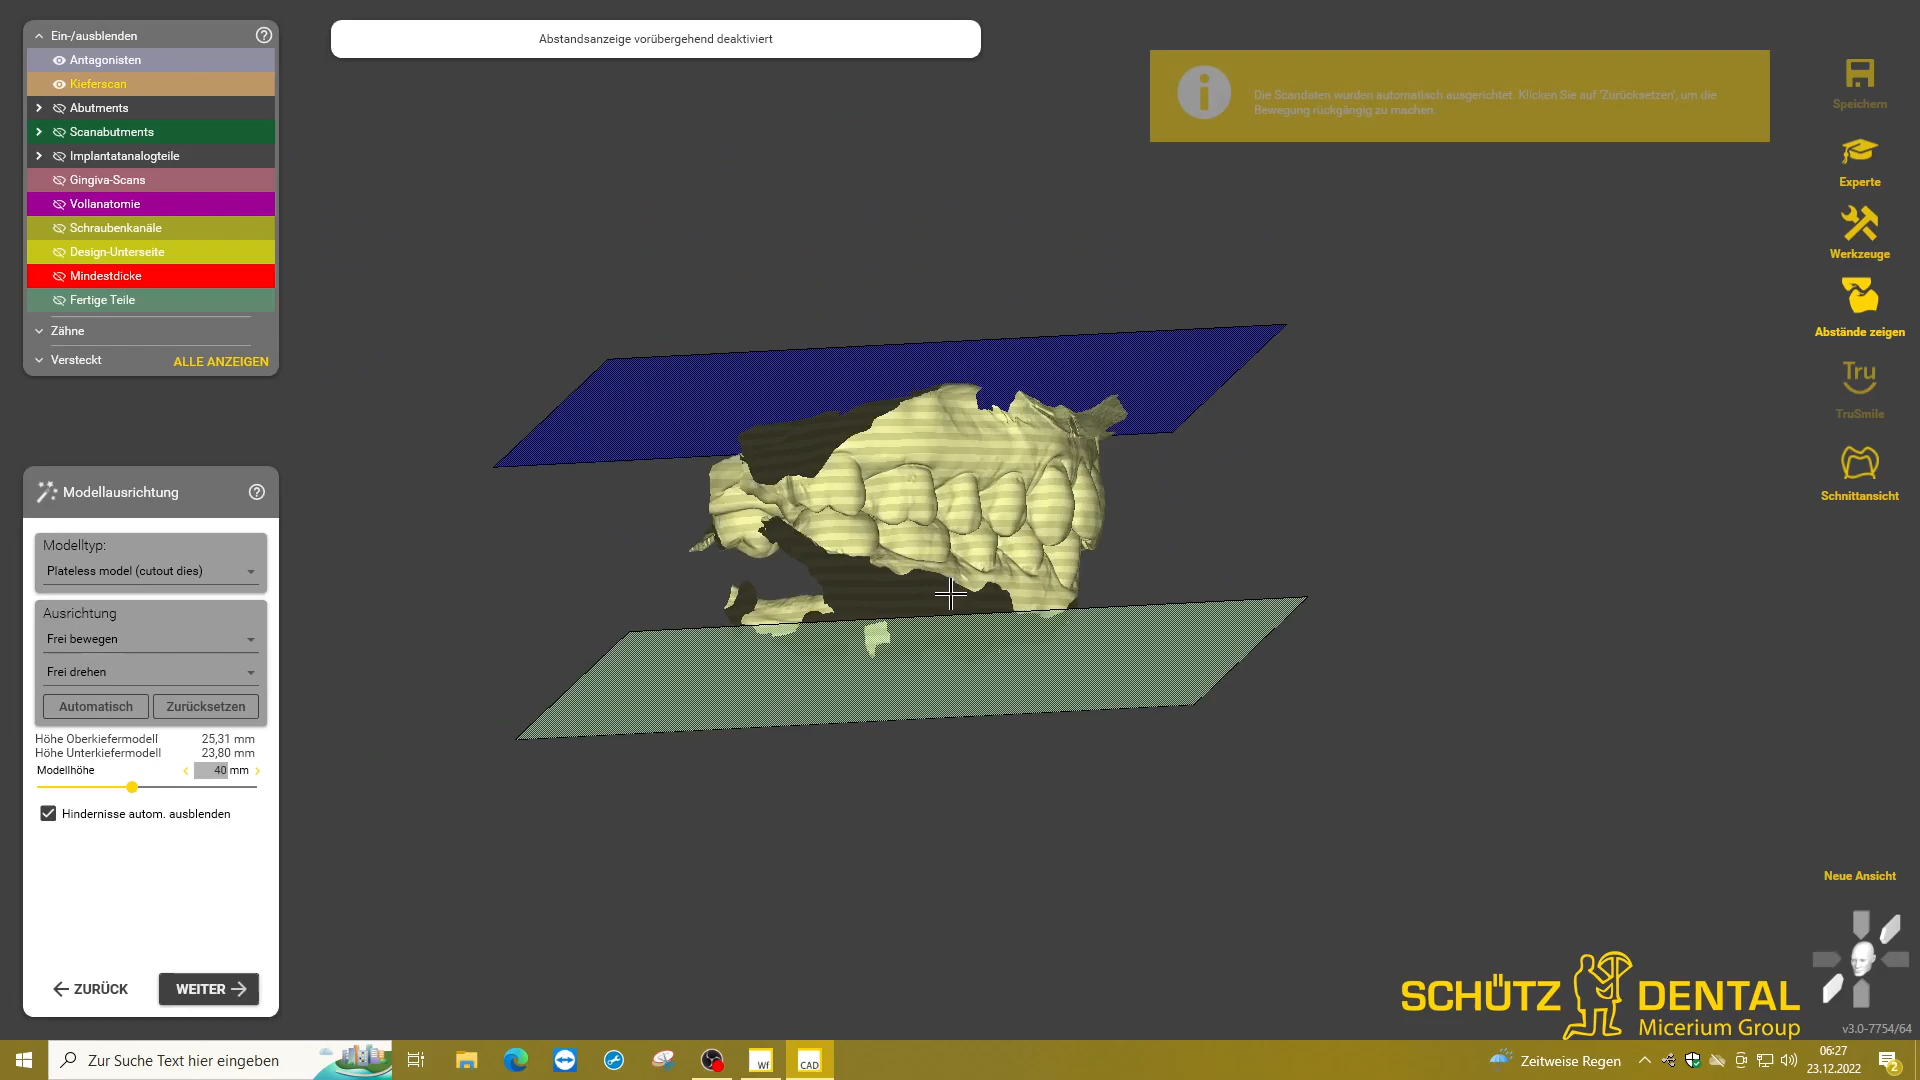 Ein-/ausblenden
Antagonisten
Kieferscan
Abutments
Scanabutments
Implantatanalogteile
Gingiva-Scans
Vollanatomie
Schraubenkanäle
Design-Unterseite
Mindestdicke
Fertige Teile
Zähne
Versteckt
ALLE ANZEIGEN
Abstandsanzeige vorübergehend deaktiviert
Die Scandaten wurden automatisch ausgerichtet. Klicken Sie auf 'Zurücksetzen', um die
Bewegung rückgängig zu machen.
Speichern
Experte
Werkzeuge
Abstände zeigen
Tru
TruSmile
Schnittansicht
Modellausrichtung
Modelltyp:
Plateless model (cutout dies)
Ausrichtung
Frei bewegen
Frei drehen
Automatisch
Zurücksetzen
Höhe Oberkiefermodell 25,31 mm
Höhe Unterkiefermodell 23,80 mm
Modellhöhe 40 mm
Hindernisse autom. ausblenden
ZURÜCK
WEITER
Neue Ansicht
SCHÜTZ DENTAL
Micerium Group
v3.0-7754/64
Zur Suche Text hier eingeben
Wf
CAD
Zeitweise Regen
06:27
23.12.2022
2